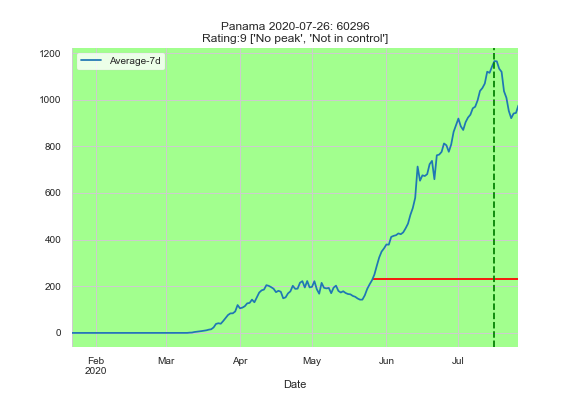 Panama 2020-07-26: 60296
Rating:9 ['No peak', 'Not in control']
Average-7d
1200
1000
800
600
400
200
0
Feb Mar Apr May Jun Jul
2020
Date